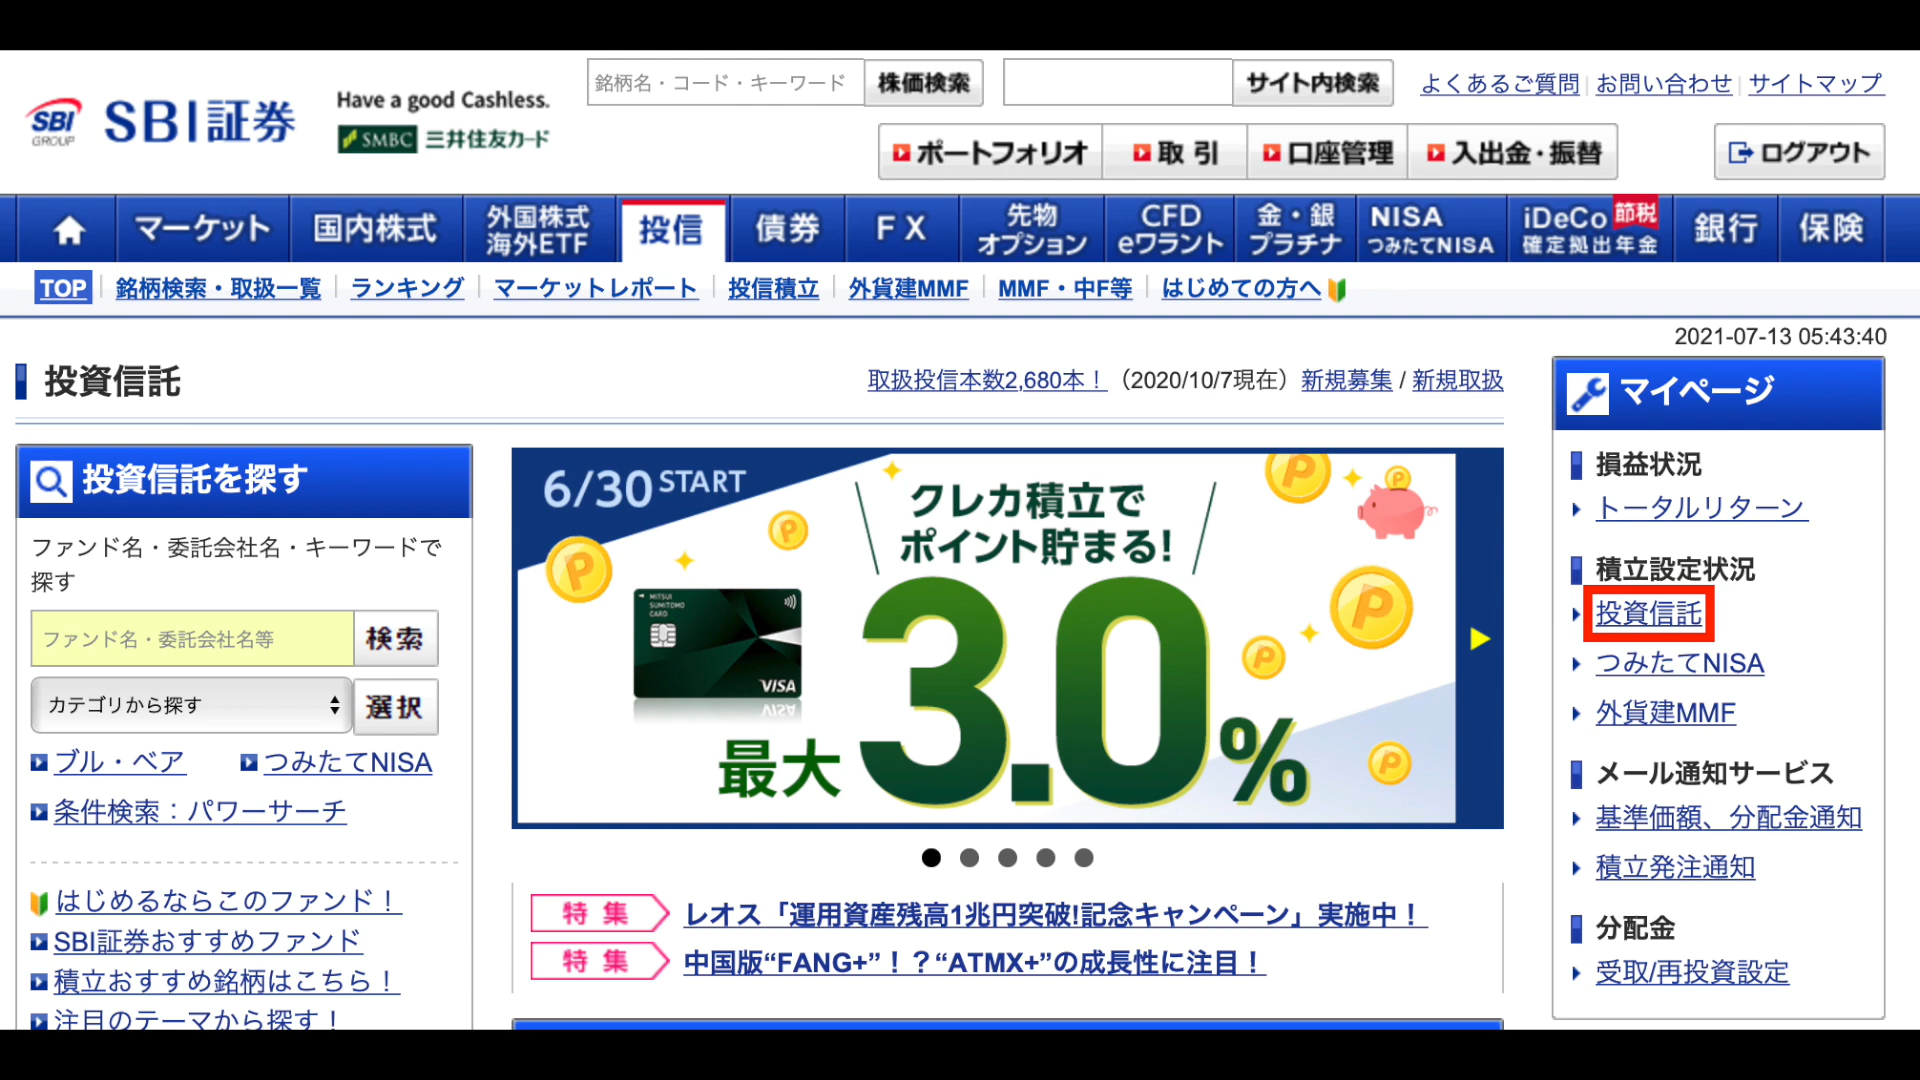 SBI
GROUP
SBI証券
Have a good Cashless.
SMBC 三井住友カード
銘柄名・コード・キーワード
株価検索
サイト内検索
よくあるご質問
お問い合わせ
サイトマップ
ポートフォリオ
取引
口座管理
入出金・振替
ログアウト
マーケット
国内株式
外国株式
海外ETF
投信
債券
FX
先物
オプション
CFD
eワラント
金・銀
プラチナ
NISA
つみたてNISA
iDeCo 節税
確定拠出年金
銀行
保険
TOP
銘柄検索・取扱一覧
ランキング
マーケットレポート
投信積立
外貨建MMF
MMF・中F等
はじめての方へ
2021-07-13 05:43:40
投資信託
取扱投信本数2,680本！（2020/10/7現在）新規募集 / 新規取扱
投資信託を探す
ファンド名・委託会社名・キーワードで
探す
ファンド名・委託会社名等
検索
カテゴリから探す
選択
ブル・ベア
つみたてNISA
条件検索：パワーサーチ
はじめるならこのファンド！
SBI証券おすすめファンド
積立おすすめ銘柄はこちら！
注目のテーマから探す！
6/30 START
クレカ積立で
ポイント貯まる!
MITSUI
SUMITOMO
CARD
VISA
最大3.0%
特集
レオス「運用資産残高1兆円突破!記念キャンペーン」実施中！
特集
中国版“FANG+”！？“ATMX+”の成長性に注目！
マイページ
損益状況
トータルリターン
積立設定状況
投資信託
つみたてNISA
外貨建MMF
メール通知サービス
基準価額、分配金通知
積立発注通知
分配金
受取/再投資設定